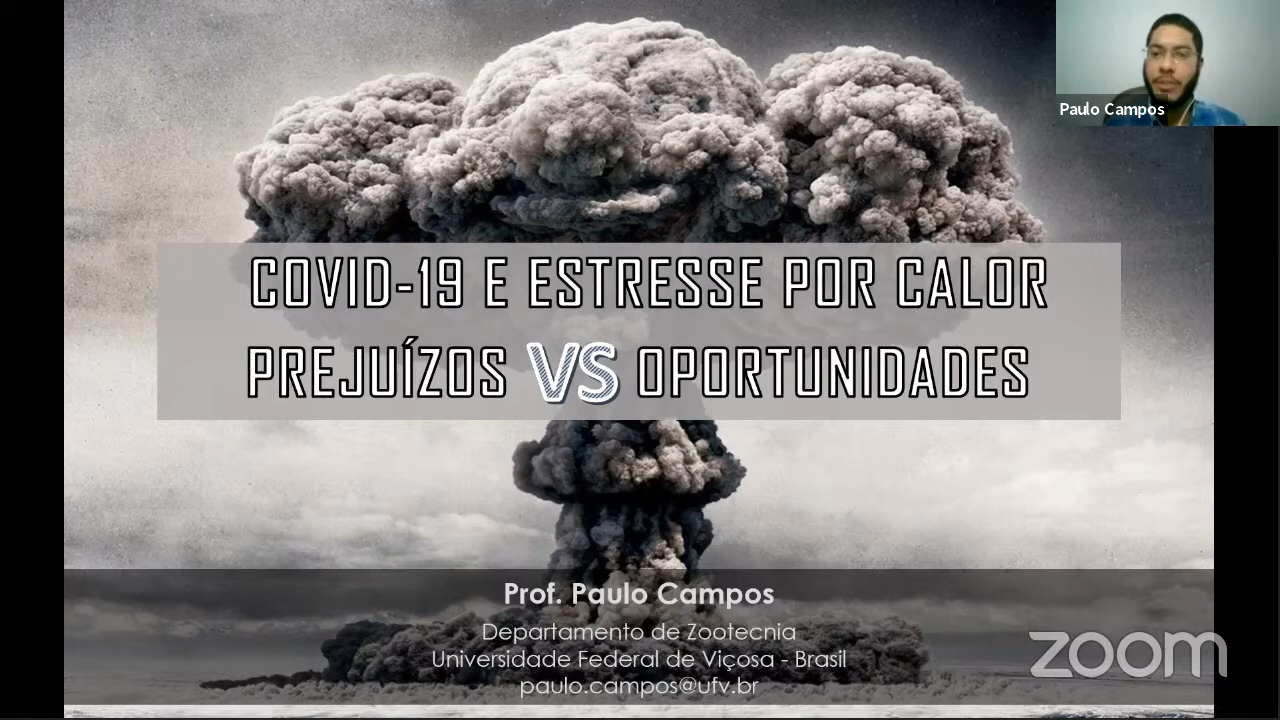 Paulo Campos
COVID-19 E ESTRESSE POR CALOR
PREJUÍZOS VS OPORTUNIDADES
Prof. Paulo Campos
Departamento de Zootecnia
Universidade Federal de Viçosa - Brasil
paulo.campos@ufv.br
zoom